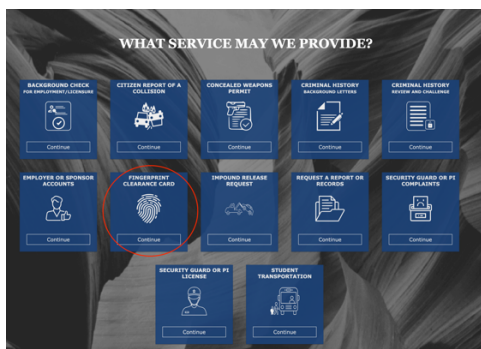 WHAT SERVICE MAY WE PROVIDE?
BACKGROUND CHECK
FOR EMPLOYMENT/LICENSURE
Continue
CITIZEN REPORT OF A
COLLISION
Continue
CONCEALED WEAPONS
PERMIT
Continue
CRIMINAL HISTORY
BACKGROUND LETTERS
Continue
CRIMINAL HISTORY
REVIEW AND CHALLENGE
Continue
EMPLOYER OR SPONSOR
ACCOUNTS
Continue
FINGERPRINT
CLEARANCE CARD
Continue
IMPOUND RELEASE
REQUEST
Continue
REQUEST A REPORT OR
RECORDS
Continue
SECURITY GUARD OR PI
COMPLAINTS
Continue
SECURITY GUARD OR PI
LICENSE
Continue
STUDENT
TRANSPORTATION
Continue